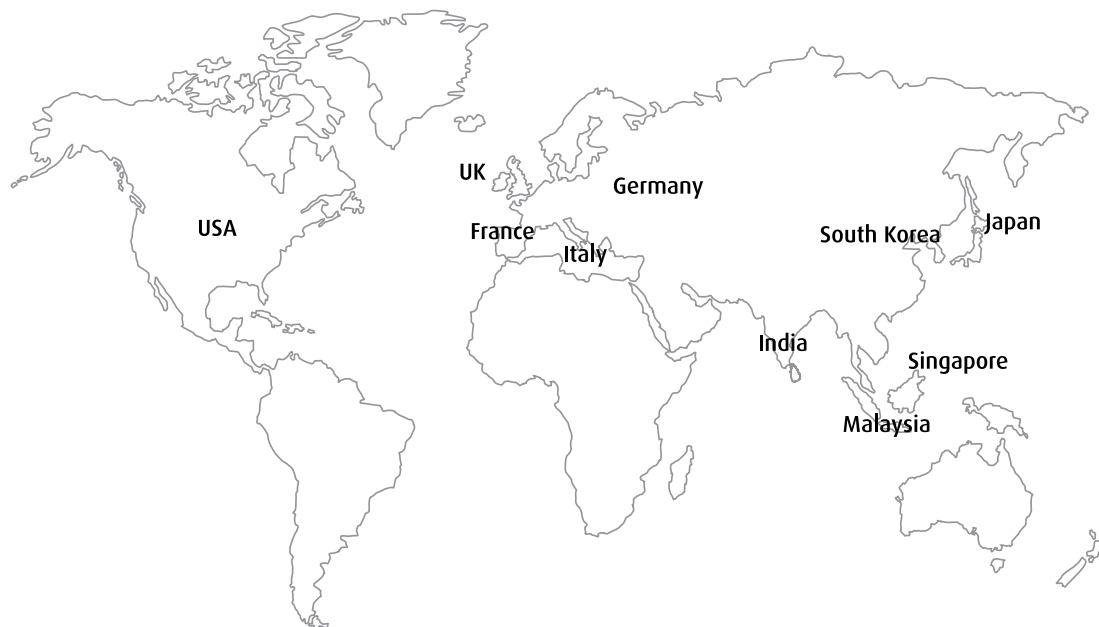 UK
Germany
USA
France
Italy
South Korea
Japan
India
Singapore
Malaysia